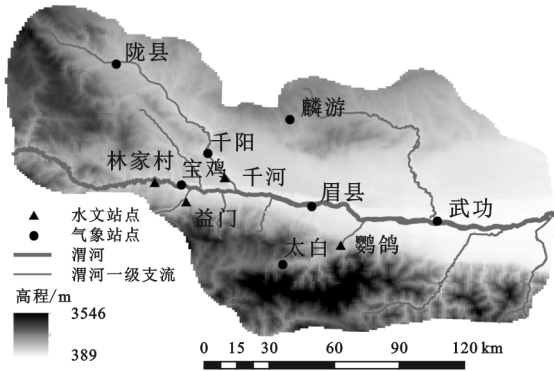 陇县
麟游
千阳
林家村
宝鸡
千河
眉县
益门
武功
太白
鹦鸽
水文站点
气象站点
渭河
渭河一级支流
高程/m
3546
389
0 15 30 60 90 120 km